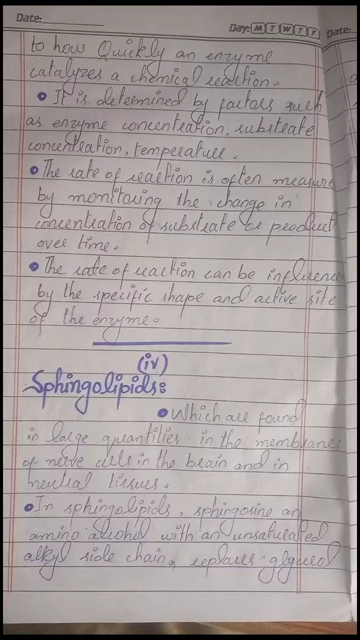 Date:
Day: M T W T F
Date:
to how Quickly an enzyme
catalyzes a chemical reaction.
• It is determined by factors such
as enzyme concentration, substrate
concentration, temperature.
• The rate of reaction is often measure
by monitouing the change in
concentration of substrate or product
over time.
• The rate of reaction can be influence
by the specific shape and active site
of the enzyme.
(iv)
Sphingolipids:
• Which are found
in large quantities in the membranes
of nerve cells in the brain and in
neutral tissues.
• In sphingolipids, sphingosine an
amino alcohol with an unsaturated
alkyl side chain, replaces glycerol